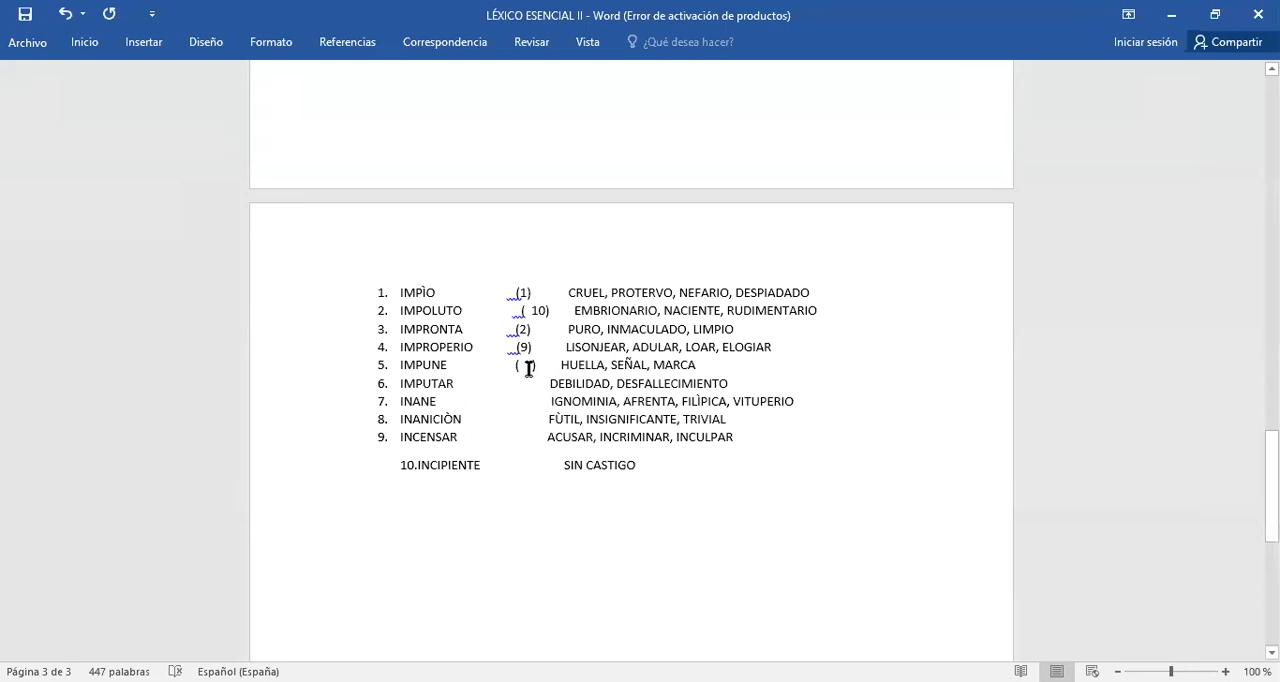 LÉXICO ESENCIAL II - Word (Error de activación de productos)
Archivo Inicio Insertar Diseño Formato Referencias Correspondencia Revisar Vista ¿Qué desea hacer? Iniciar sesión Compartir
1. IMPÌO (1) CRUEL, PROTERVO, NEFARIO, DESPIADADO
2. IMPOLUTO ( 10) EMBRIONARIO, NACIENTE, RUDIMENTARIO
3. IMPRONTA (2) PURO, INMACULADO, LIMPIO
4. IMPROPERIO (9) LISONJEAR, ADULAR, LOAR, ELOGIAR
5. IMPUNE ( ) HUELLA, SEÑAL, MARCA
6. IMPUTAR DEBILIDAD, DESFALLECIMIENTO
7. INANE IGNOMINIA, AFRENTA, FILÌPICA, VITUPERIO
8. INANICIÒN FÙTIL, INSIGNIFICANTE, TRIVIAL
9. INCENSAR ACUSAR, INCRIMINAR, INCULPAR
10.INCIPIENTE SIN CASTIGO
Página 3 de 3 447 palabras Español (España) 100 %